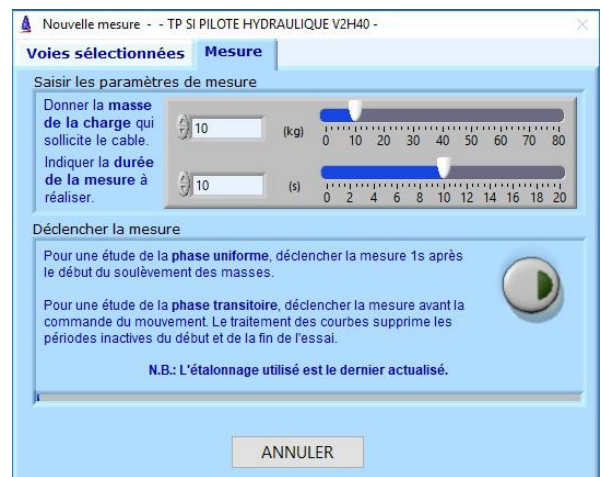 Nouvelle mesure - - TP SI PILOTE HYDRAULIQUE V2H40 -
Voies sélectionnées Mesure
Saisir les paramètres de mesure
Donner la masse
de la charge qui
sollicite le cable.
10 (kg)
0 10 20 30 40 50 60 70 80
Indiquer la durée
de la mesure à
réaliser.
10 (s)
0 2 4 6 8 10 12 14 16 18 20
Déclencher la mesure
Pour une étude de la phase uniforme, déclencher la mesure 1s après
le début du soulèvement des masses.
Pour une étude de la phase transitoire, déclencher la mesure avant la
commande du mouvement. Le traitement des courbes supprime les
périodes inactives du début et de la fin de l'essai.
N.B.: L'étalonnage utilisé est le dernier actualisé.
ANNULER